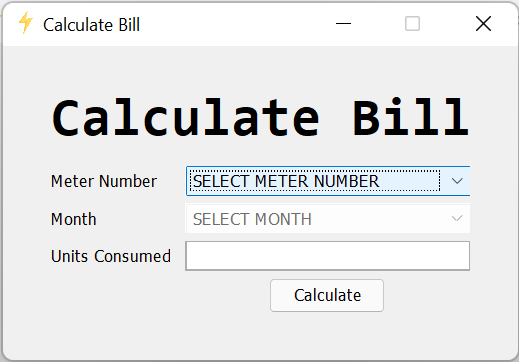 Calculate Bill
Calculate Bill
Meter Number SELECT METER NUMBER
Month SELECT MONTH
Units Consumed
Calculate